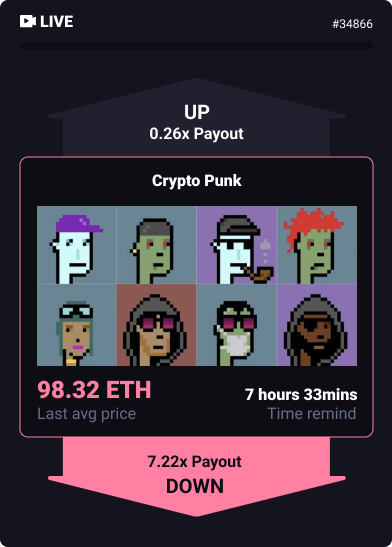 LIVE
#34866
UP
0.26x Payout
Crypto Punk
98.32 ETH
7 hours 33mins
Last avg price
Time remind
7.22x Payout
DOWN